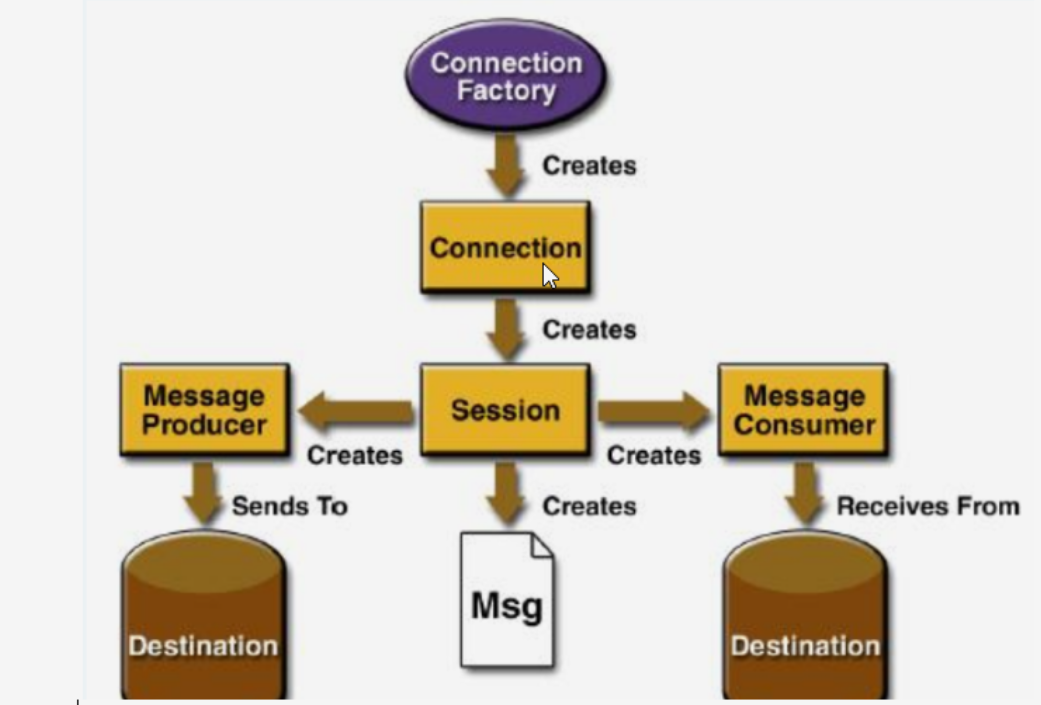 Connection
Factory
Creates
Connection
Creates
Message
Producer
Session
Message
Consumer
Creates
Creates
Sends To
Creates
Receives From
Msg
Destination
Destination